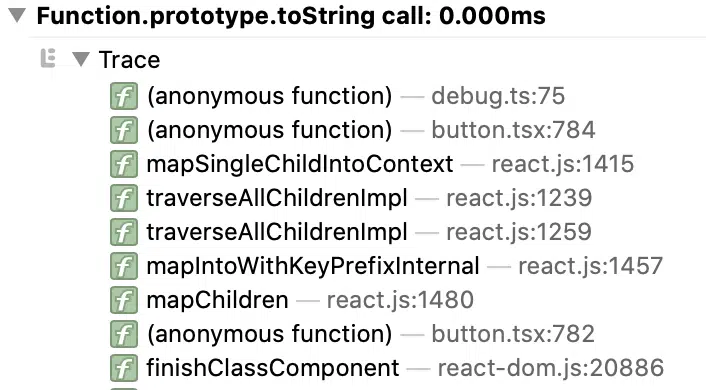 Function.prototype.toString call: 0.000ms
Trace
f (anonymous function) — debug.ts:75
f (anonymous function) — button.tsx:784
f mapSingleChildIntoContext — react.js:1415
f traverseAllChildrenImpl — react.js:1239
f traverseAllChildrenImpl — react.js:1259
f mapIntoWithKeyPrefixInternal — react.js:1457
f mapChildren — react.js:1480
f (anonymous function) — button.tsx:782
f finishClassComponent — react-dom.js:20886